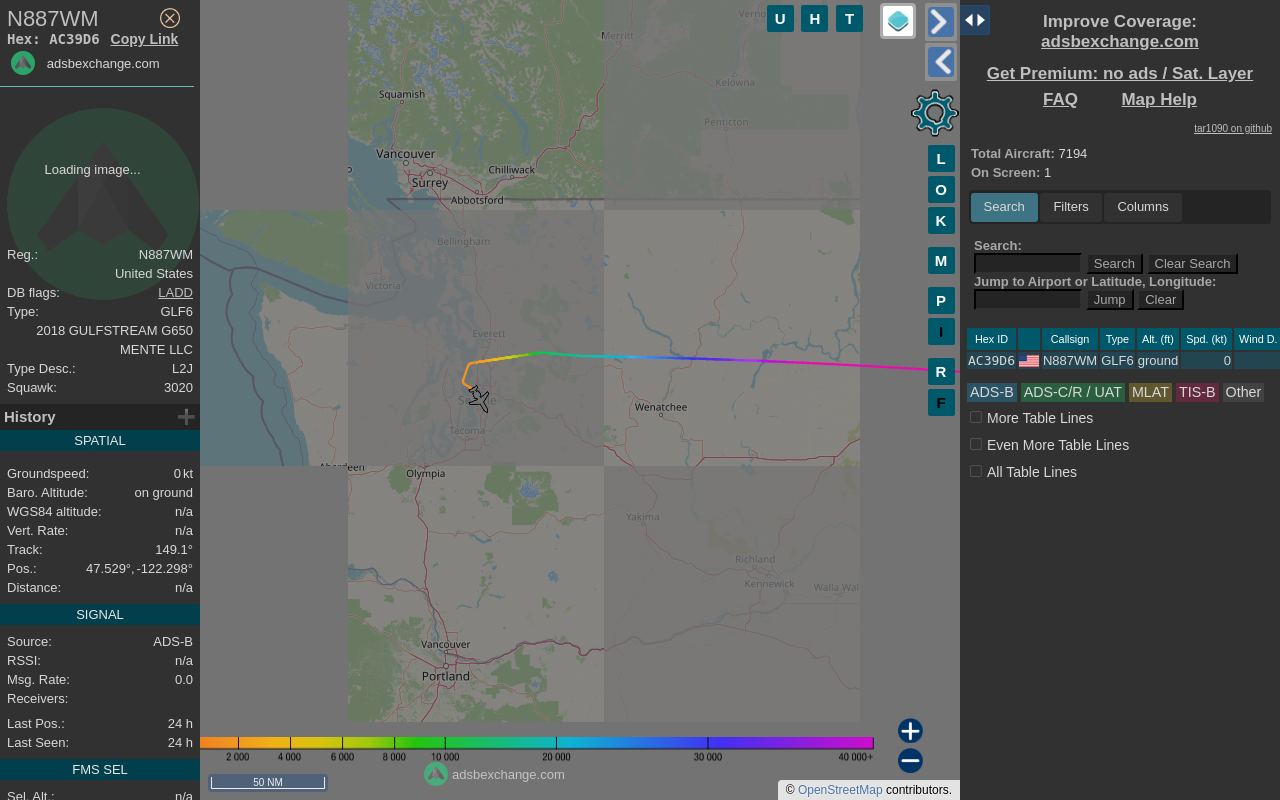 N887WM
Hex: AC39D6 Copy Link
adsbexchange.com
Loading image...
Reg.: N887WM
United States
DB flags: LADD
Type: GLF6
2018 GULFSTREAM G650
MENTE LLC
Type Desc.: L2J
Squawk: 3020
History
SPATIAL
Groundspeed: 0 kt
Baro. Altitude: on ground
WGS84 altitude: n/a
Vert. Rate: n/a
Track: 149.1°
Pos.: 47.529°, -122.298°
Distance: n/a
SIGNAL
Source: ADS-B
RSSI: n/a
Msg. Rate: 0.0
Receivers:
Last Pos.: 24 h
Last Seen: 24 h
FMS SEL
Sel. Alt.: n/a
U H T
Merritt
Kelowna
Squamish
Penticton
Vancouver
Surrey
Chilliwack
Abbotsford
Bellingham
Victoria
Everett
Wenatchee
Tacoma
Olympia
Yakima
Richland
Kennewick
Walla Wal
Vancouver
Portland
L
O
K
M
P
I
R
F
2 000 4 000 6 000 8 000 10 000 20 000 30 000 40 000+
adsbexchange.com
50 NM
© OpenStreetMap contributors.
Improve Coverage:
adsbexchange.com
Get Premium: no ads / Sat. Layer
FAQ Map Help
tar1090 on github
Total Aircraft: 7194
On Screen: 1
Search Filters Columns
Search:
Search Clear Search
Jump to Airport or Latitude, Longitude:
Jump Clear
Hex ID Callsign Type Alt. (ft) Spd. (kt) Wind D.
AC39D6 N887WM GLF6 ground 0
ADS-B ADS-C/R / UAT MLAT TIS-B Other
More Table Lines
Even More Table Lines
All Table Lines